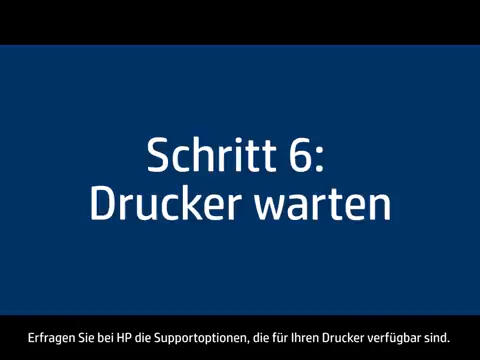 Schritt 6:
Drucker warten
Erfragen Sie bei HP die Supportoptionen, die für Ihren Drucker verfügbar sind.